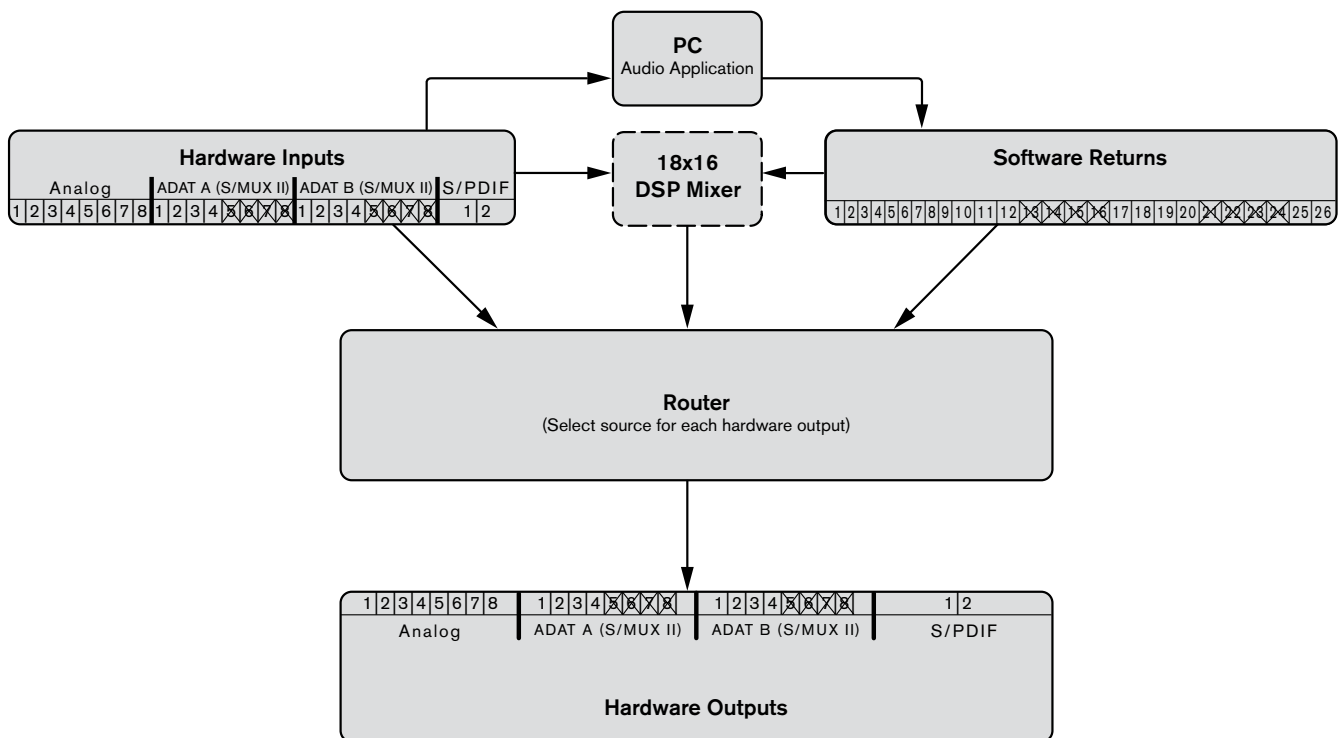 PC
Audio Application
Hardware Inputs
Analog ADAT A (S/MUX II) ADAT B (S/MUX II) S/PDIF
1 2 3 4 5 6 7 8 1 2 3 4 5 6 7 8 1 2 3 4 5 6 7 8 1 2
18x16
DSP Mixer
Software Returns
1 2 3 4 5 6 7 8 9 10 11 12 13 14 15 16 17 18 19 20 21 22 23 24 25 26
Router
(Select source for each hardware output)
1 2 3 4 5 6 7 8 1 2 3 4 5 6 7 8 1 2 3 4 5 6 7 8 1 2
Analog ADAT A (S/MUX II) ADAT B (S/MUX II) S/PDIF
Hardware Outputs